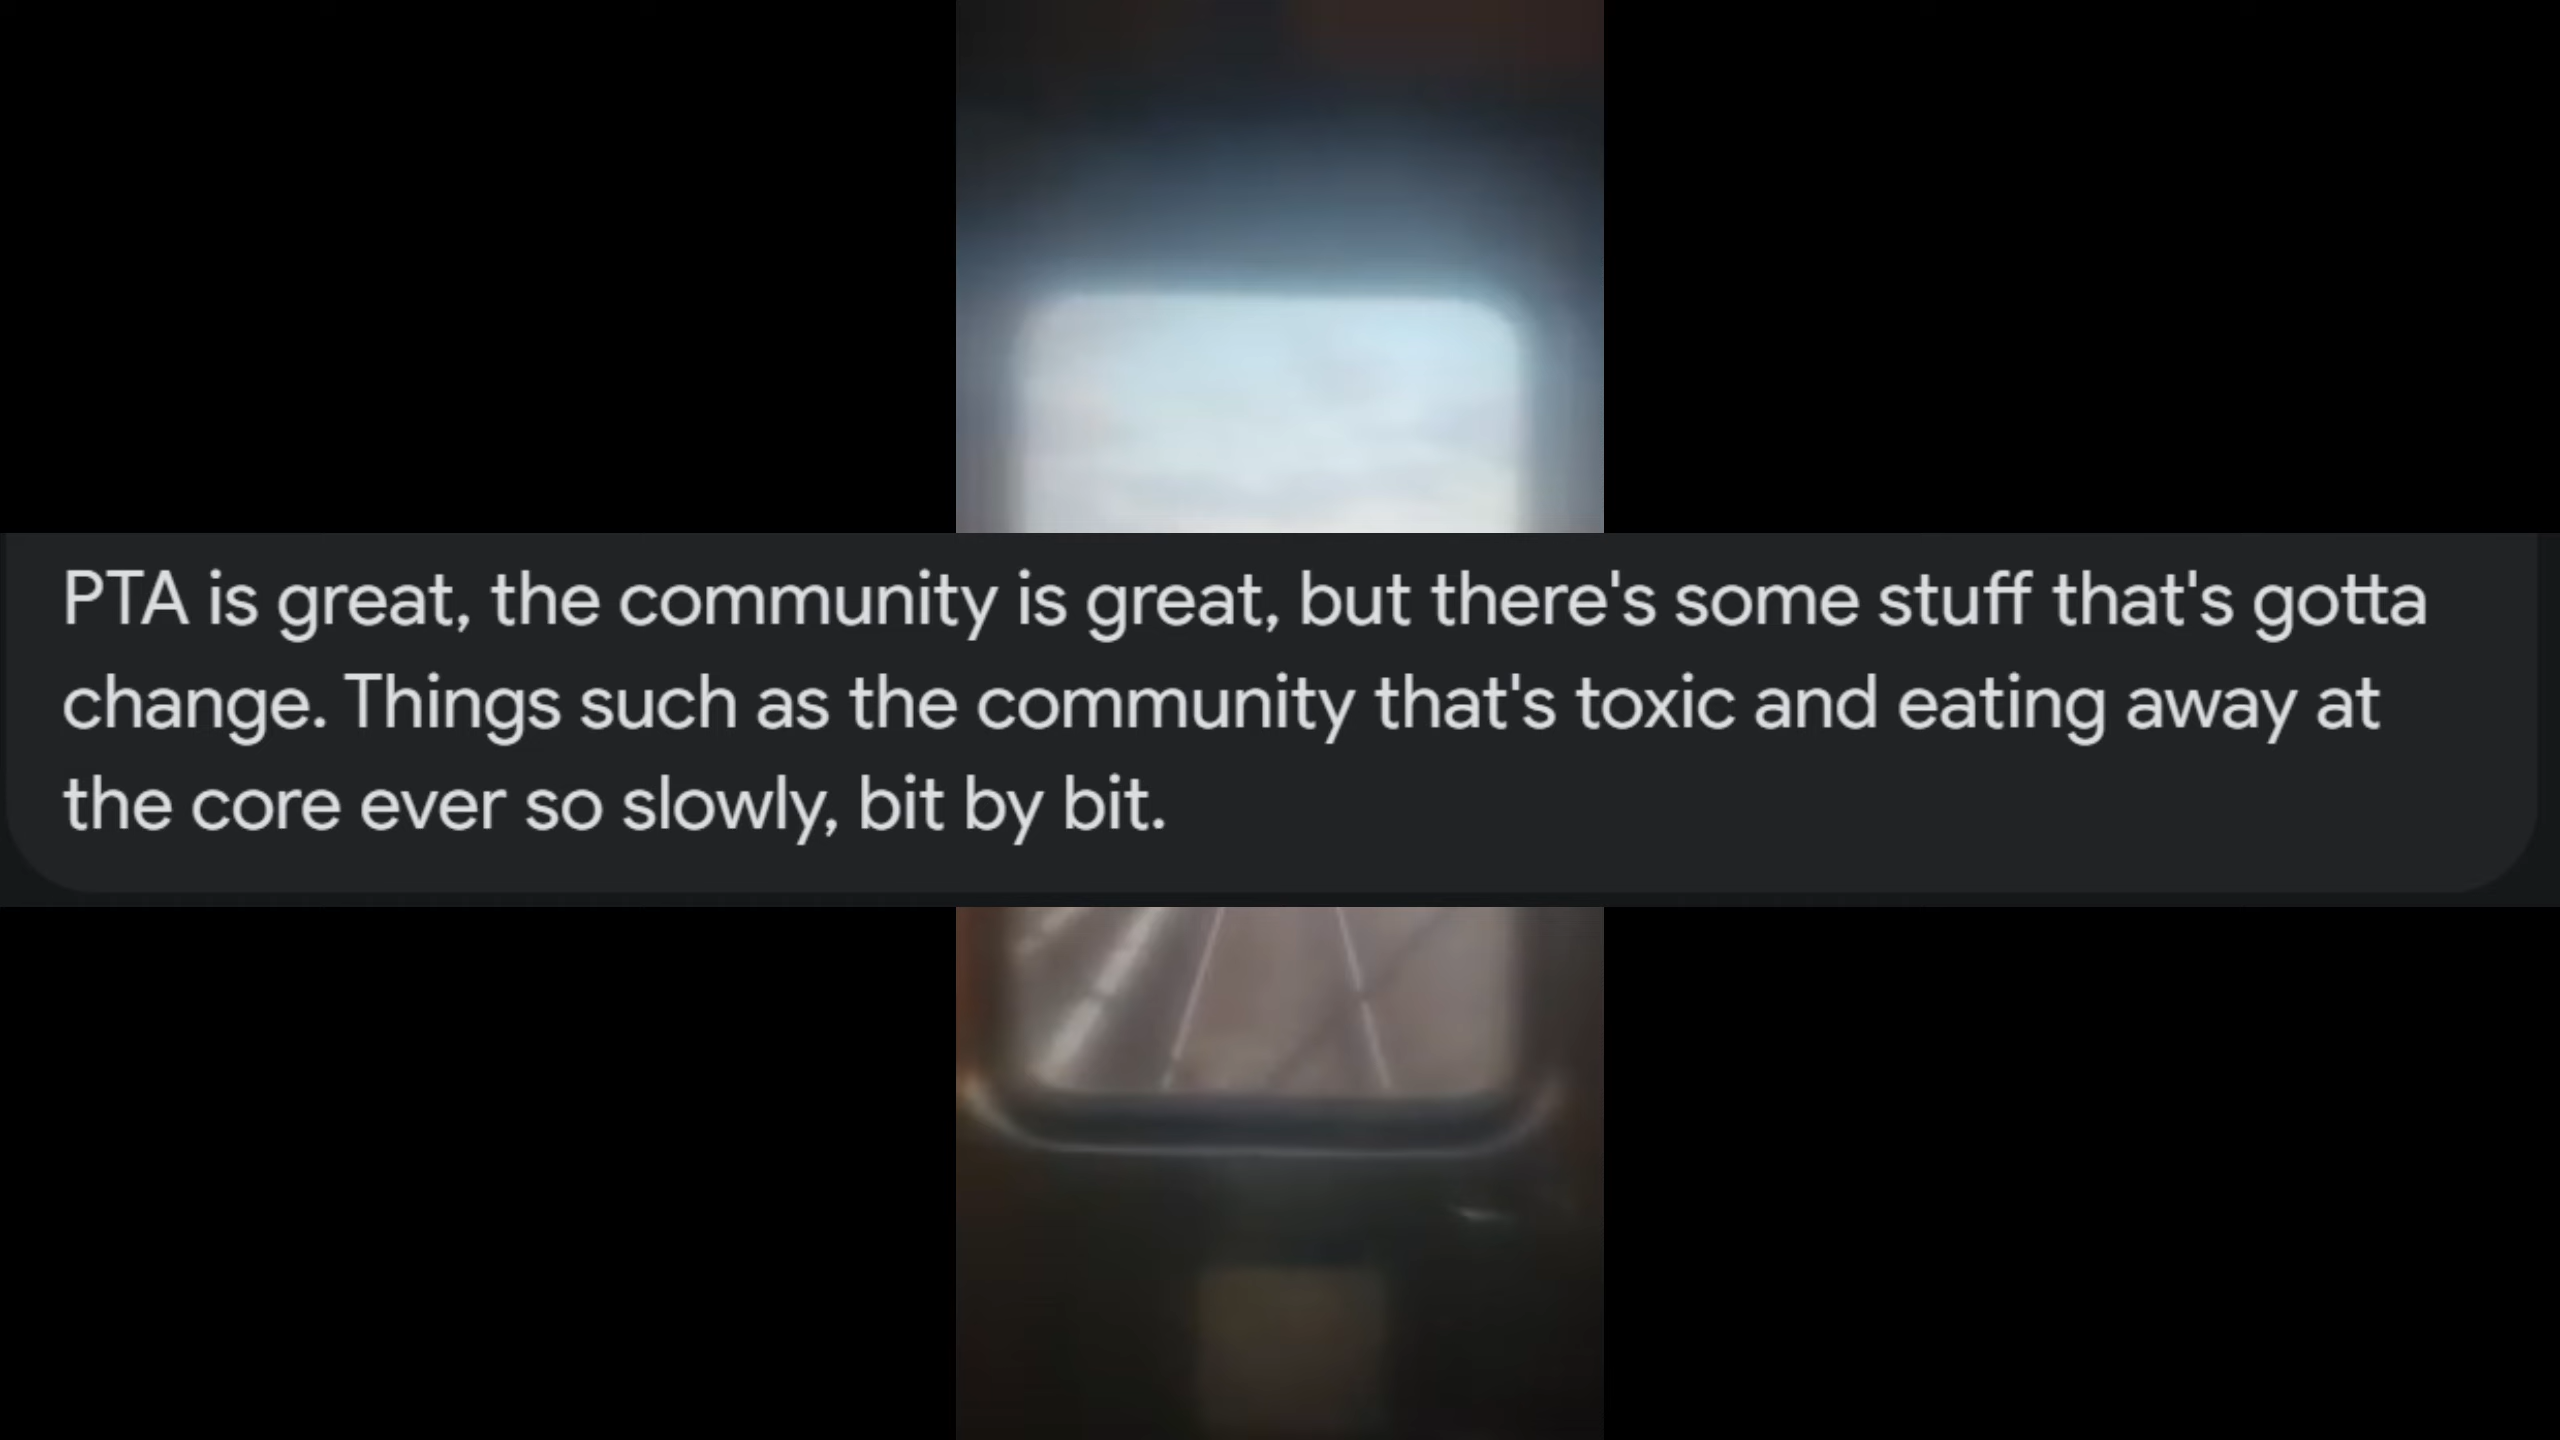 PTA is great, the community is great, but there's some stuff that's gotta
change. Things such as the community that's toxic and eating away at
the core ever so slowly, bit by bit.